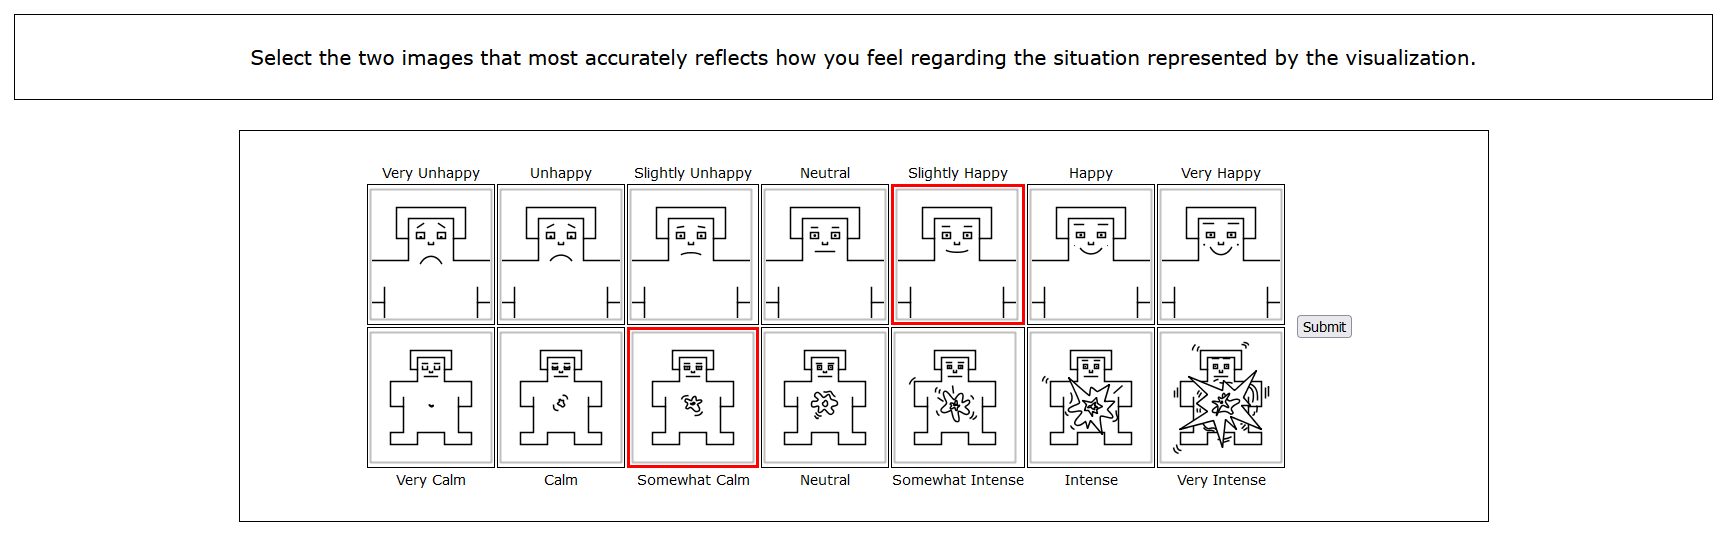 Select the two images that most accurately reflects how you feel regarding the situation represented by the visualization.
Very Unhappy Unhappy Slightly Unhappy Neutral Slightly Happy Happy Very Happy
Submit
Very Calm Calm Somewhat Calm Neutral Somewhat Intense Intense Very Intense